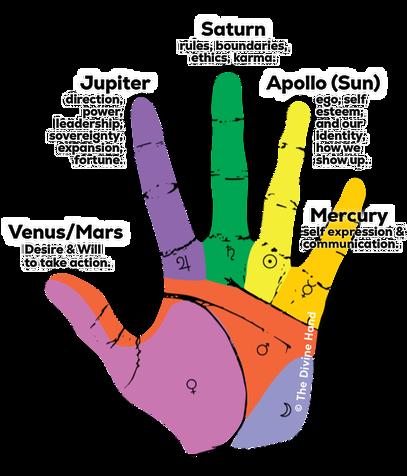 Saturn
rules, boundaries,
ethics, karma.
Jupiter
direction,
power,
leadership,
sovereignty,
expansion,
fortune.
Apollo (Sun)
ego, self
esteem,
and our
identity,
how we
show up.
Mercury
Self expression &
communication.
Venus/Mars
Desire & Will
to take action.
♃
♄
☉
☿
♂
♀
☽
© The Divine Hand